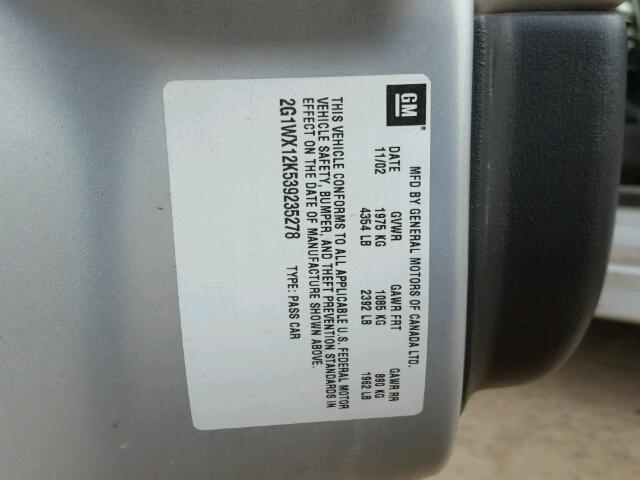 GM
MFD BY GENERAL MOTORS OF CANADA LTD.
DATE GVWR GAWR FRT GAWR RR
11/02 1975 KG 1085 KG 890 KG
4354 LB 2392 LB 1962 LB
THIS VEHICLE CONFORMS TO ALL APPLICABLE U.S. FEDERAL MOTOR
VEHICLE SAFETY, BUMPER, AND THEFT PREVENTION STANDARDS IN
EFFECT ON THE DATE OF MANUFACTURE SHOWN ABOVE.
2G1WX12K539235278 TYPE: PASS CAR